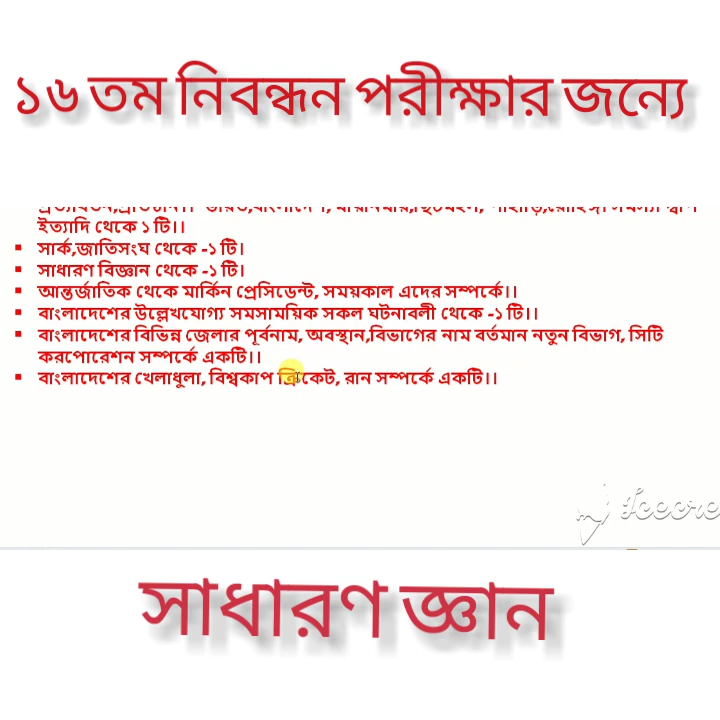 ১৬ তম নিবন্ধন পরীক্ষার জন্যে
ইত্যাদি থেকে ১ টি।।
▪ সার্ক,জাতিসংঘ থেকে -১ টি।
▪ সাধারণ বিজ্ঞান থেকে -১ টি।
▪ আন্তর্জাতিক থেকে মার্কিন প্রেসিডেন্ট, সময়কাল এদের সম্পর্কে।।
▪ বাংলাদেশের উল্লেখযোগ্য সমসাময়িক সকল ঘটনাবলী থেকে -১ টি।।
▪ বাংলাদেশের বিভিন্ন জেলার পূর্বনাম, অবস্থান,বিভাগের নাম বর্তমান নতুন বিভাগ, সিটি
করপোরেশন সম্পর্কে একটি।।
▪ বাংলাদেশের খেলাধুলা, বিশ্বকাপ ক্রিকেট, রান সম্পর্কে একটি।।
সাধারণ জ্ঞান